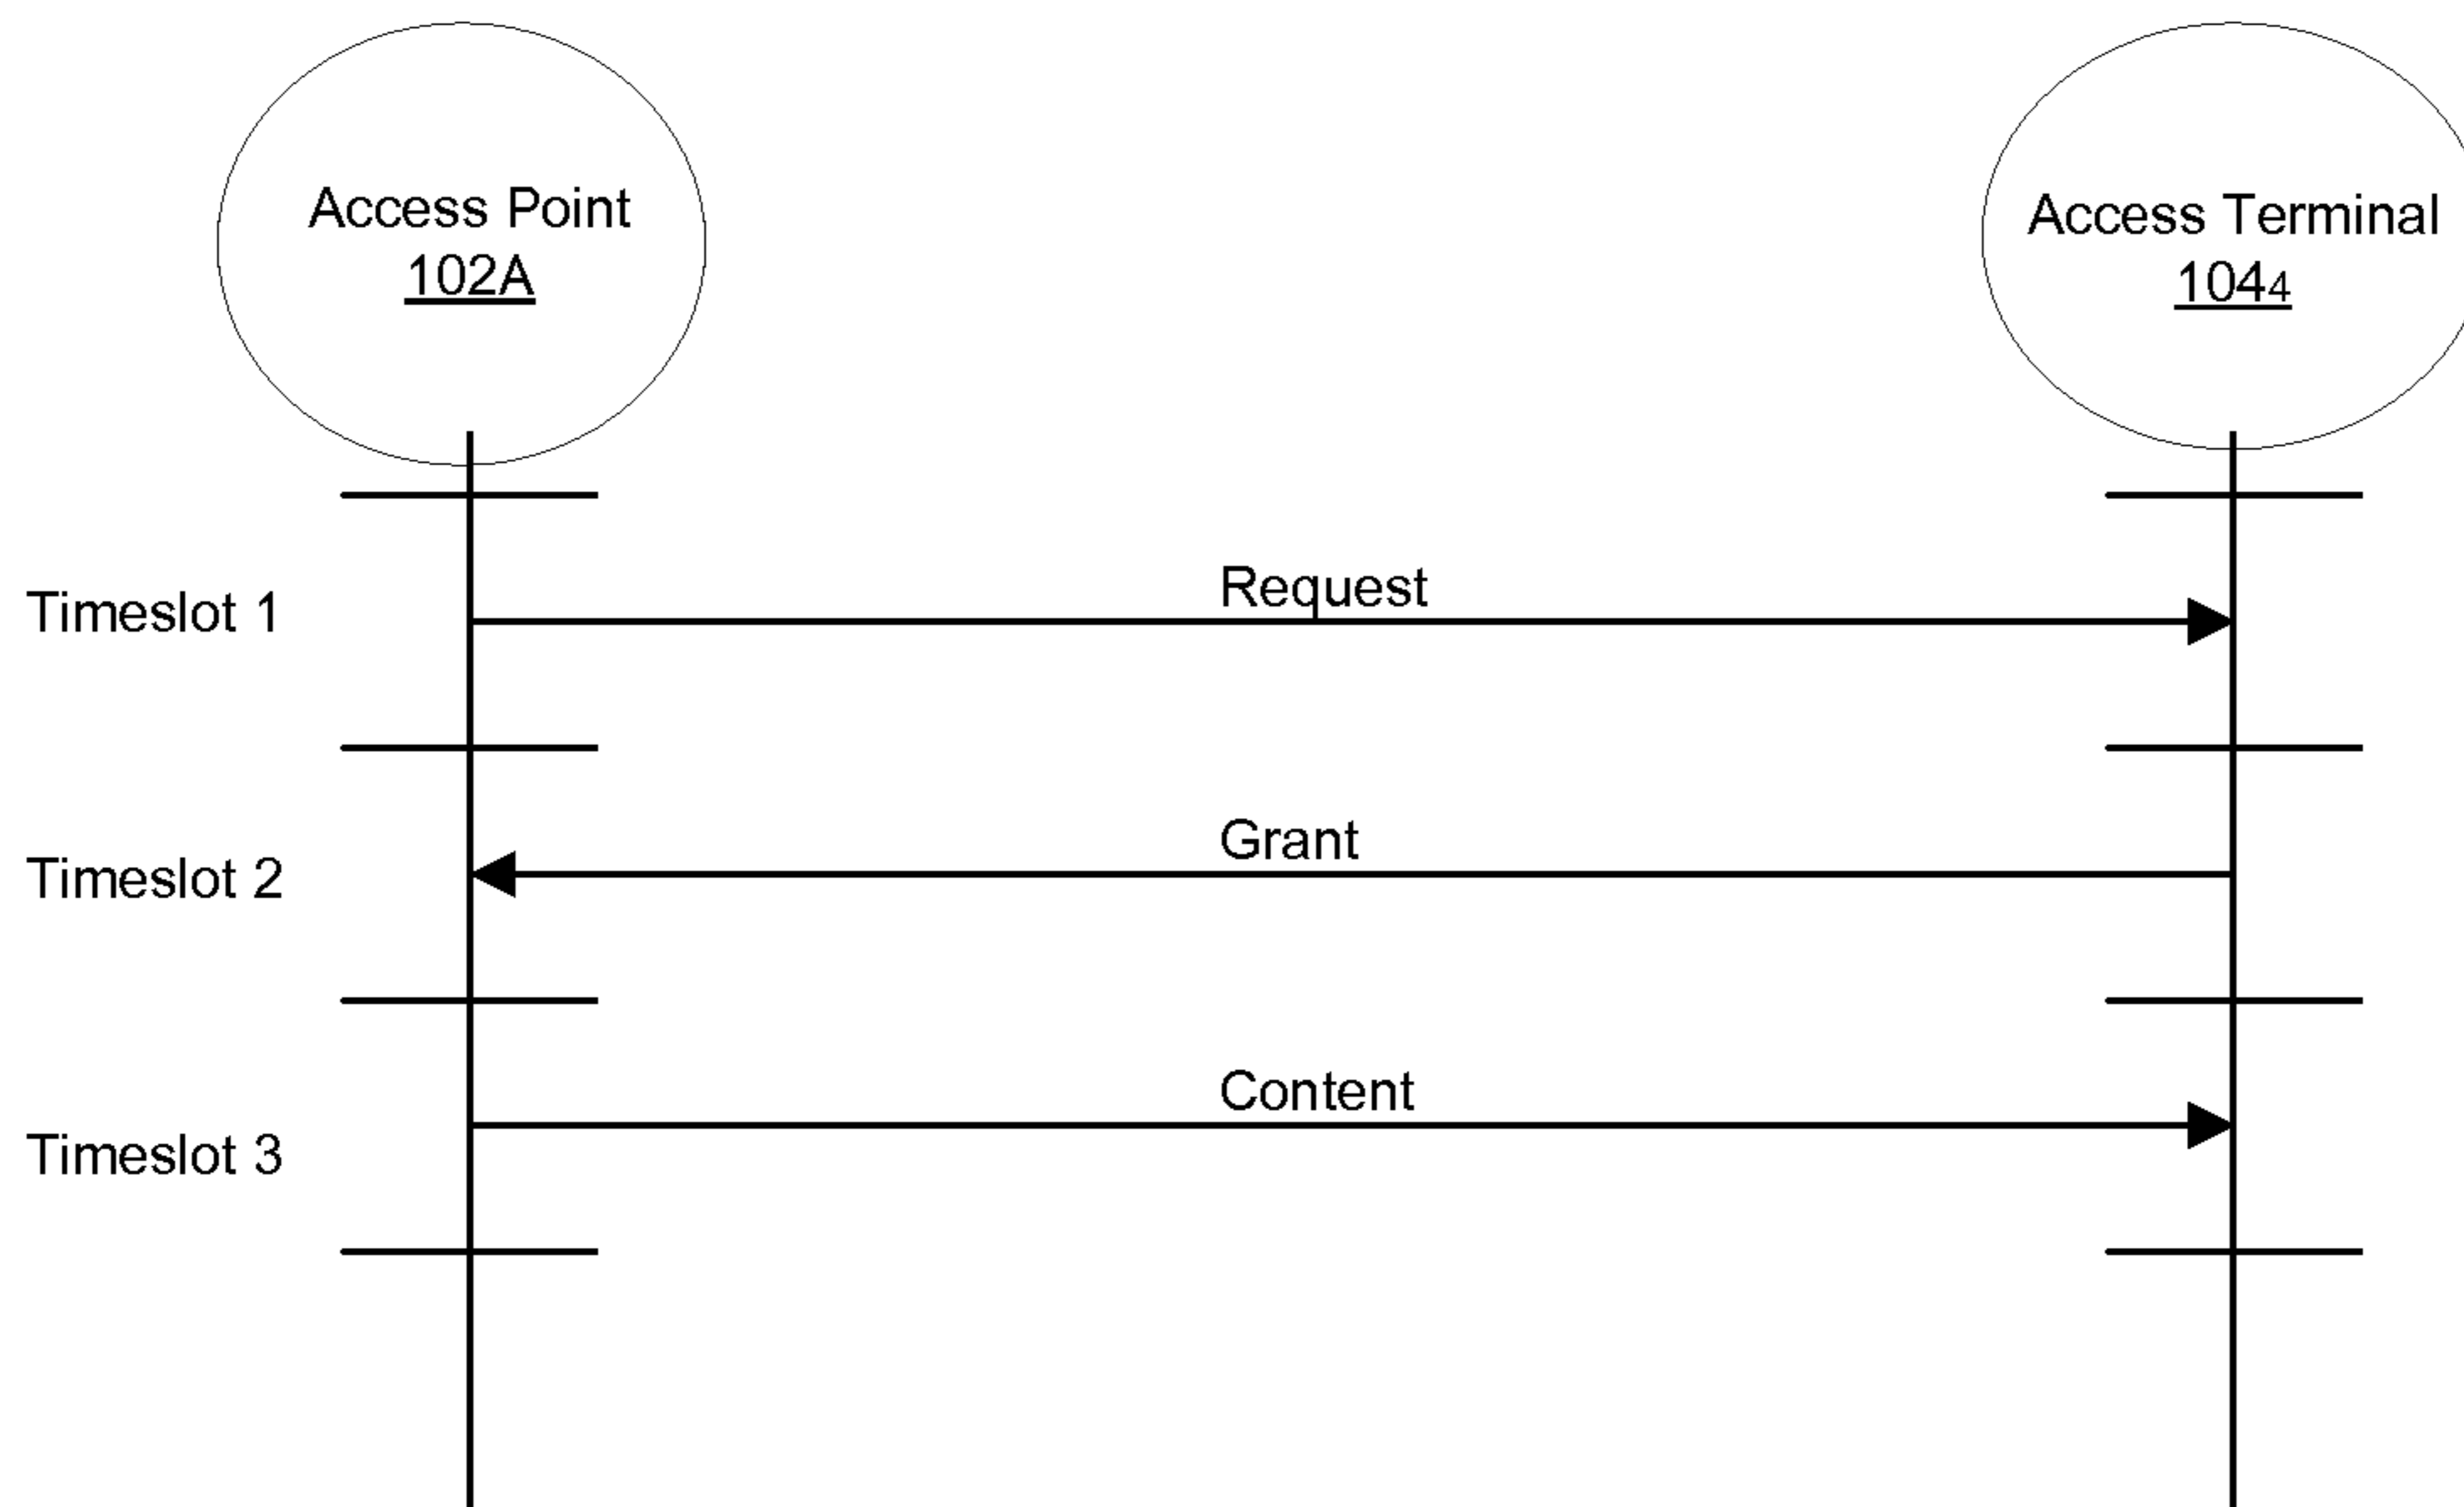 Access Point
102A
Access Terminal
104₄
Request
Timeslot 1
Grant
Timeslot 2
Content
Timeslot 3